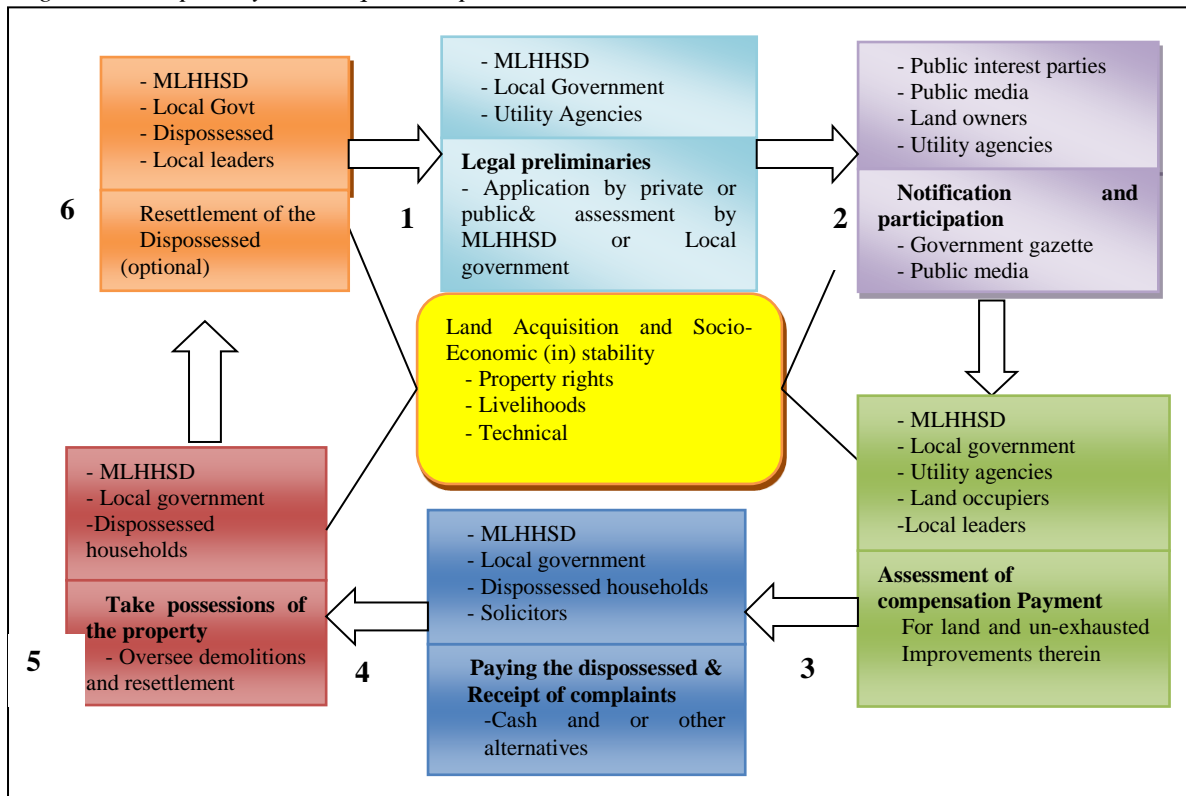 - MLHHSD
- Local Govt
- Dispossessed
- Local leaders
6
Resettlement of the
Dispossessed
(optional)
- MLHHSD
- Local Government
- Utility Agencies
1
Legal preliminaries
- Application by private or
public& assessment by
MLHHSD or Local
government
- Public interest parties
- Public media
- Land owners
- Utility agencies
2
Notification and
participation
- Government gazette
- Public media
Land Acquisition and Socio-
Economic (in) stability
- Property rights
- Livelihoods
- Technical
- MLHHSD
- Local government
- Utility agencies
- Land occupiers
-Local leaders
3
Assessment of
compensation Payment
For land and un-exhausted
Improvements therein
- MLHHSD
- Local government
- Dispossessed households
- Solicitors
4
Paying the dispossessed &
Receipt of complaints
-Cash and or other
alternatives
- MLHHSD
- Local government
-Dispossessed
households
5
Take possessions of
the property
- Oversee demolitions
and resettlement